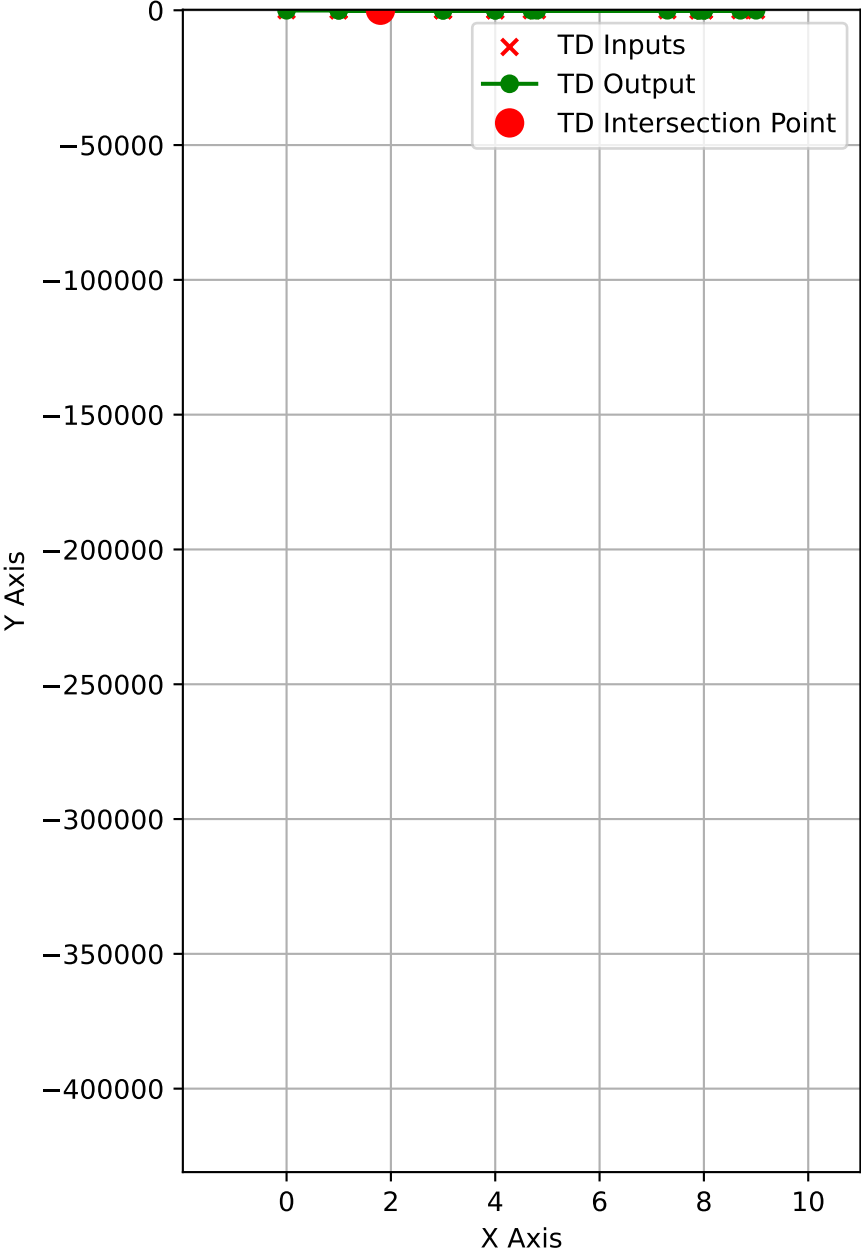 0
TD Inputs
TD Output
TD Intersection Point
−50000
−100000
−150000
−200000
−250000
−300000
−350000
−400000
Y Axis
0 2 4 6 8 10
X Axis